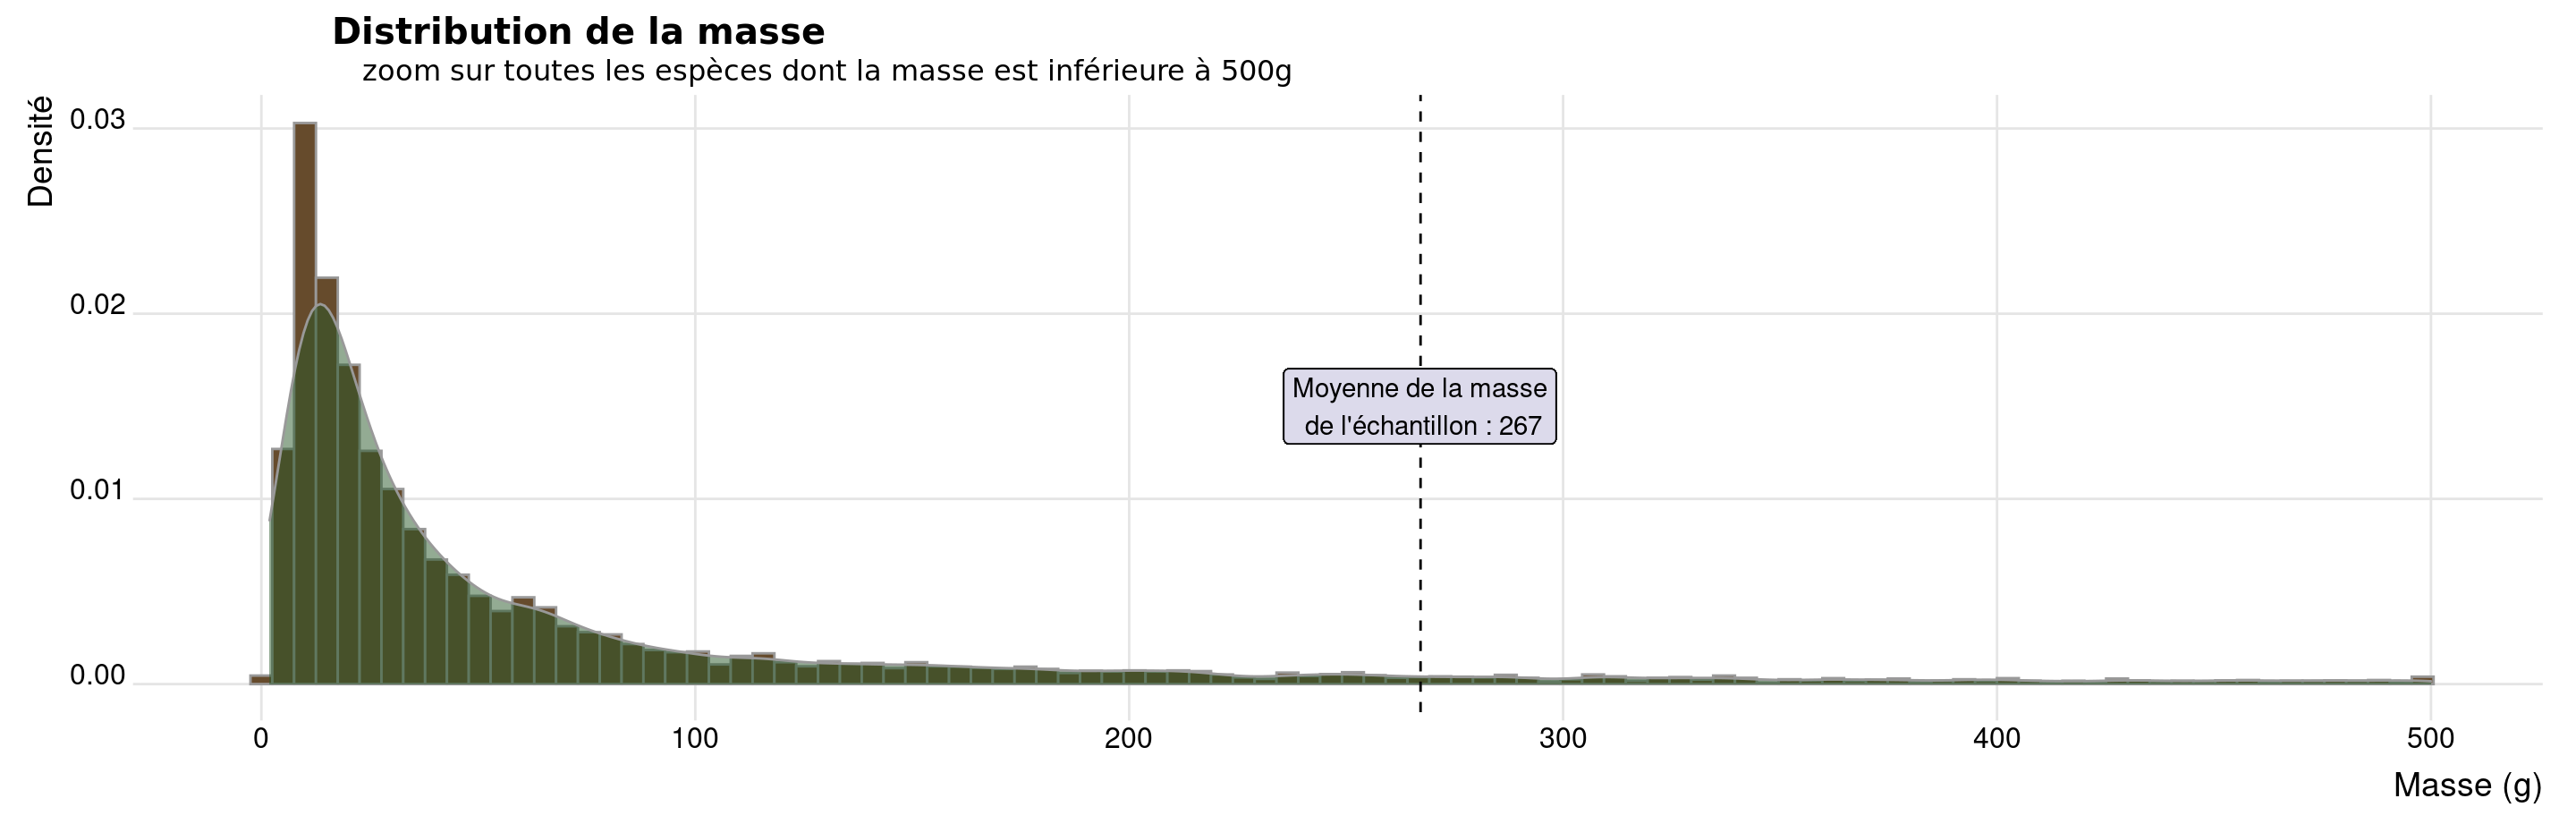 Distribution de la masse
zoom sur toutes les espèces dont la masse est inférieure à 500g
Densité
0.03
0.02
0.01
0.00
Moyenne de la masse
de l'échantillon : 267
0 100 200 300 400 500
Masse (g)